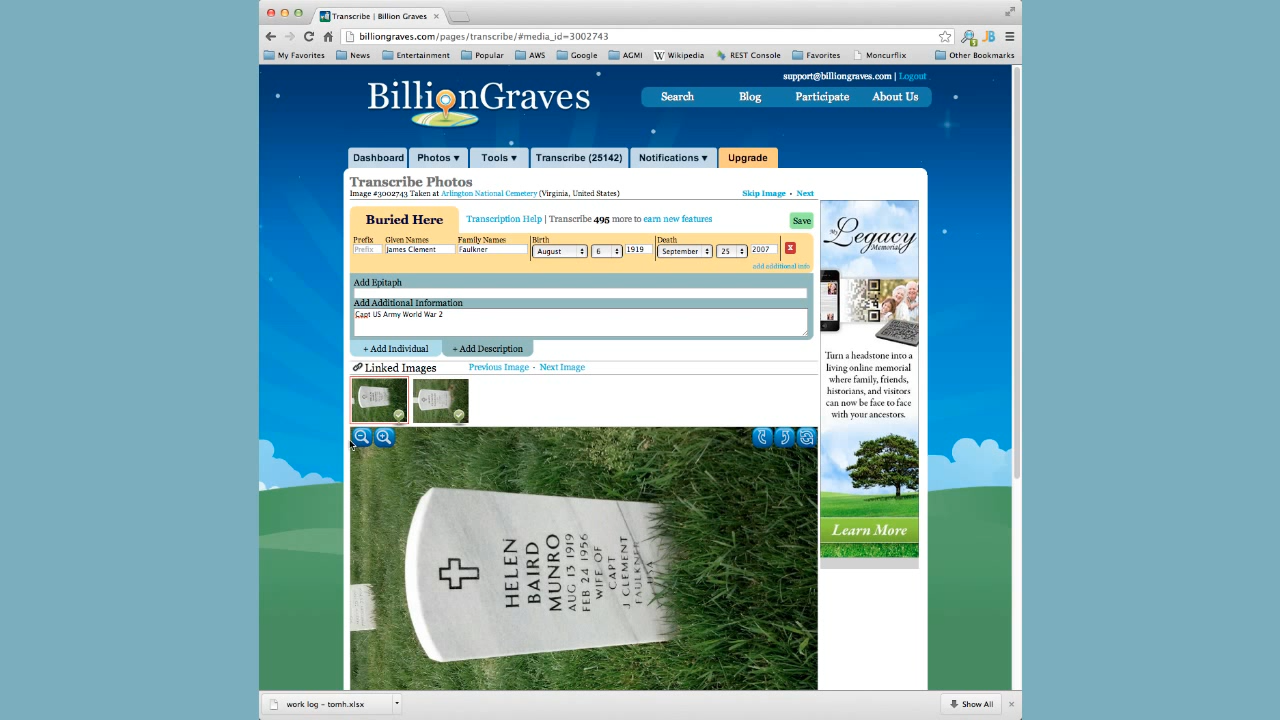 Transcribe | Billion Graves
billiongraves.com/pages/transcribe/#media_id=3002743
My Favorites News Entertainment Popular AWS Google AGMI Wikipedia REST Console Favorites Moncurflix Other Bookmarks
support@billiongraves.com | Logout
BillionGraves
Search Blog Participate About Us
Dashboard Photos ▾ Tools ▾ Transcribe (25142) Notifications ▾ Upgrade
Transcribe Photos
Image #3002743 Taken at Arlington National Cemetery (Virginia, United States) Skip Image - Next
Buried Here Transcription Help | Transcribe 495 more to earn new features Save
Prefix Given Names Family Names Birth Death
Prefix James Clement Faulkner August 6 1919 September 25 2007 x
add additional info
Add Epitaph
Add Additional Information
Capt US Army World War 2
+ Add Individual + Add Description
Linked Images Previous Image - Next Image
HELEN
BAIRD
MUNRO
AUG 13 1919
FEB 24 1956
WIFE OF
CAPT
J CLEMENT
FAULKNER
USA
My Legacy
Memorial
Turn a headstone into a
living online memorial
where family, friends,
historians, and visitors
can now be face to face
with your ancestors.
Learn More
work log - tomh.xlsx Show All